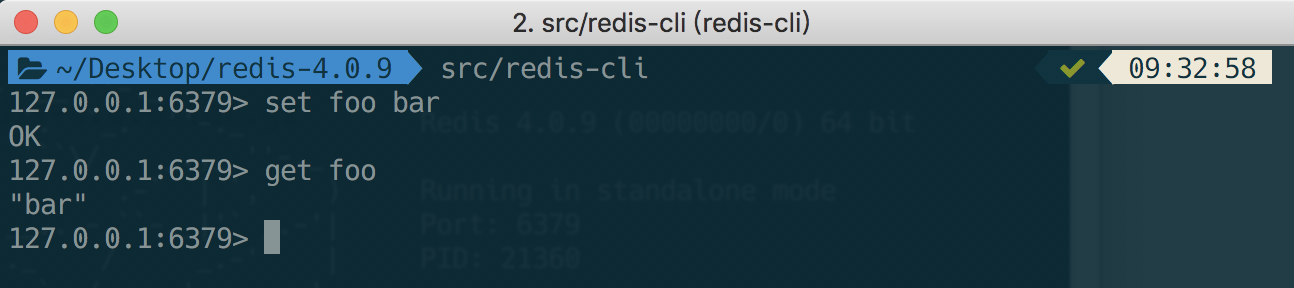 2. src/redis-cli (redis-cli)
~/Desktop/redis-4.0.9 src/redis-cli 09:32:58
127.0.0.1:6379> set foo bar
Redis 4.0.9 (00000000/0) 64 bit
OK
127.0.0.1:6379> get foo
Running in standalone mode
"bar"
Port: 6379
127.0.0.1:6379>
PID: 21360